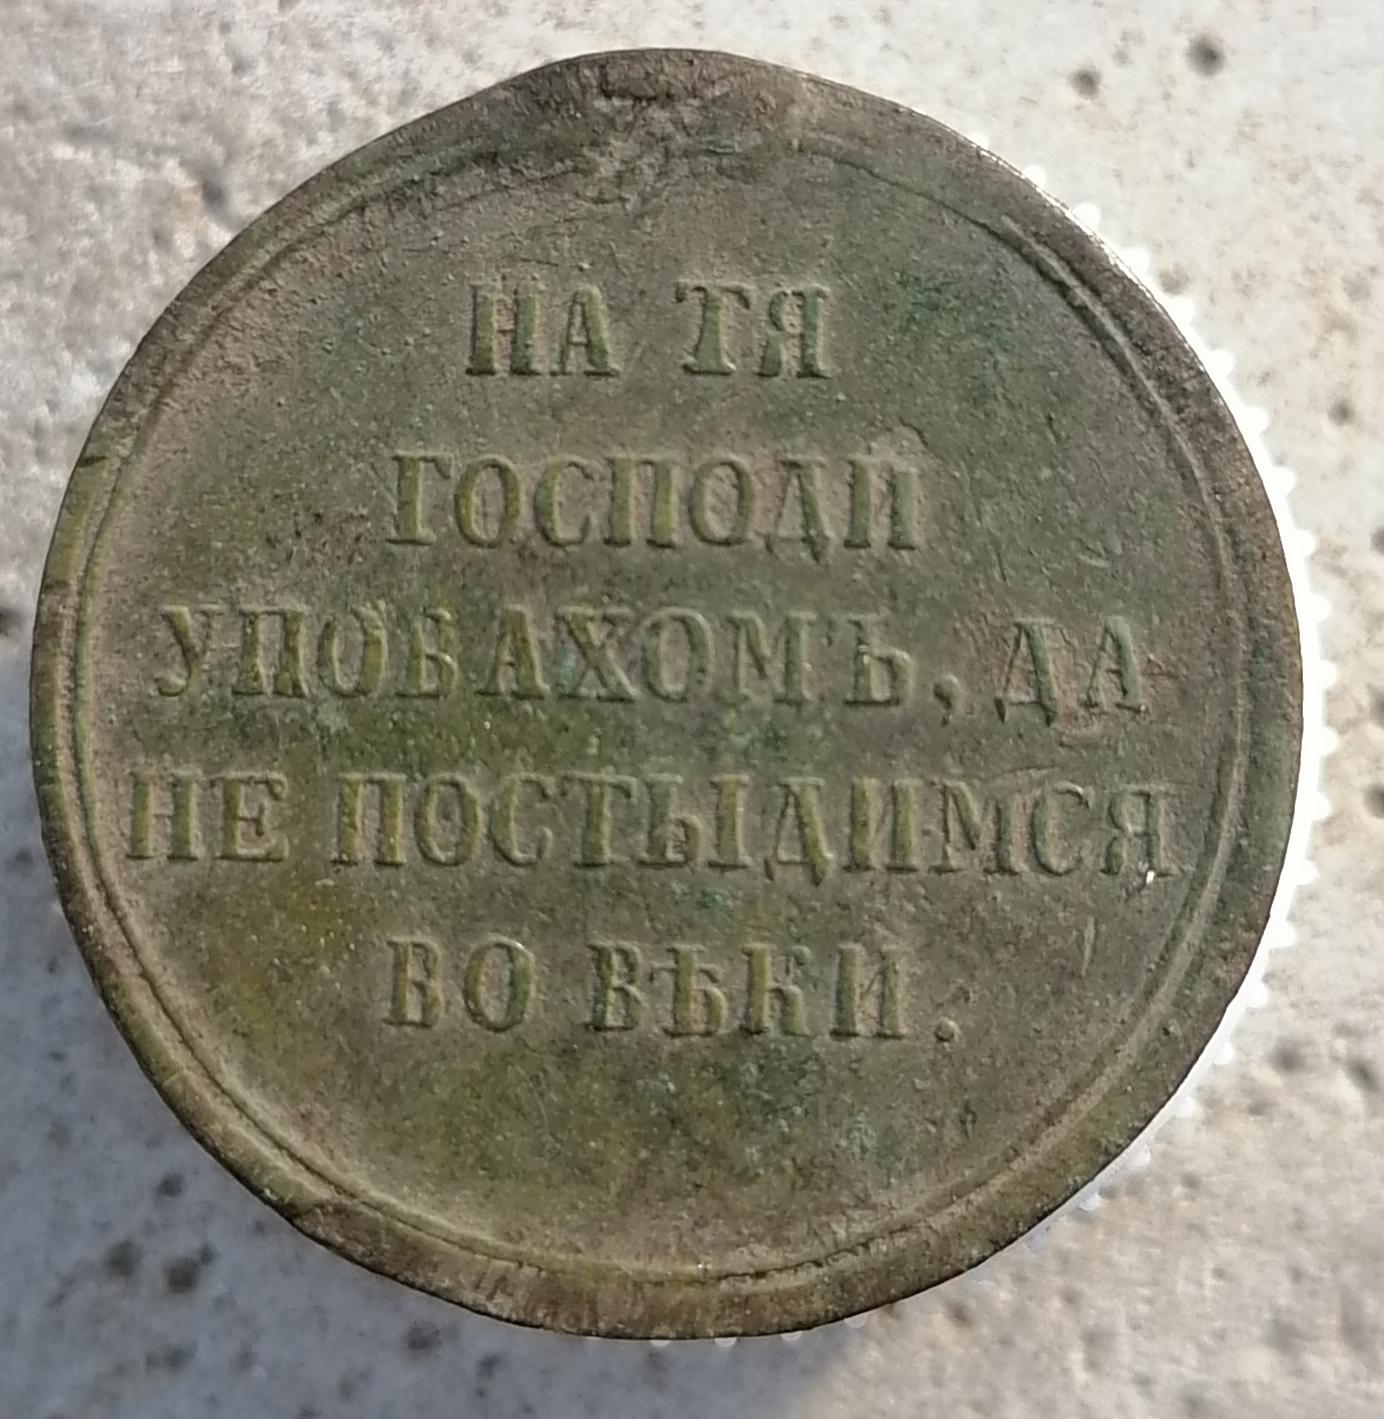 НА ТЯ
ГОСПОДИ
УПОВАХОМЪ, ДА
НЕ ПОСТЫДИМСЯ
ВО ВѢКИ.